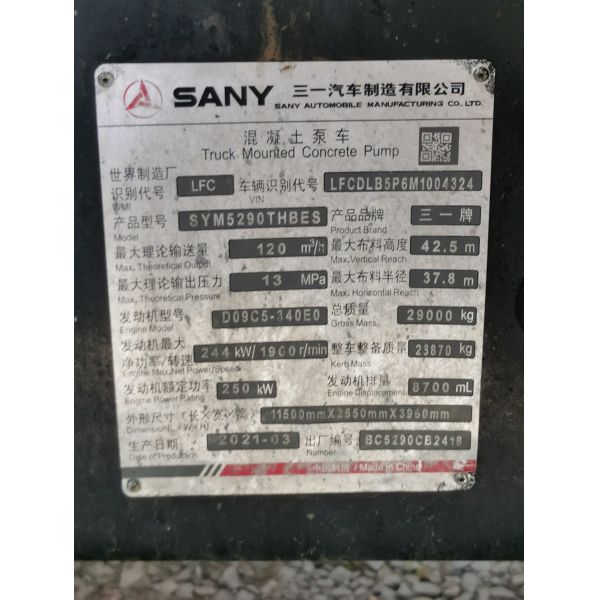 SANY 三一汽车制造有限公司
SANY AUTOMOBILE MANUFACTURING CO.,LTD.
混凝土泵车
Truck Mounted Concrete Pump
世界制造厂
识别代号 LFC 车辆识别代号 LFCDLB5P6M1004324
WMI VIN
产品型号 SYM5290THBES 产品品牌 三一牌
Model Product Brand
最大理论输送量 120 m³/h 最大布料高度 42.5 m
Max. Theoretical Output Max.Vertical Reach
最大理论输出压力 13 MPa 最大布料半径 37.8 m
Max. Theoretical Pressure Max. Horizontal Reach
发动机型号 D09C5-340E0 总质量 29000 kg
Engine Model Gross Mass
发动机最大
净功率/转速 244 kW/1900r/min 整车整备质量 23870 kg
Engine Max.Net Power/Speed Kerb Mass
发动机额定功率 250 kW 发动机排量 8700 mL
Engine Power Rating Engine Displacement
外形尺寸（长×宽×高） 11500mmX2550mmX3960mm
Dimension(L×W×H)
生产日期 2021-03 出厂编号 BC5290CB2418
Date of Production Number
中国制造 / Made in China